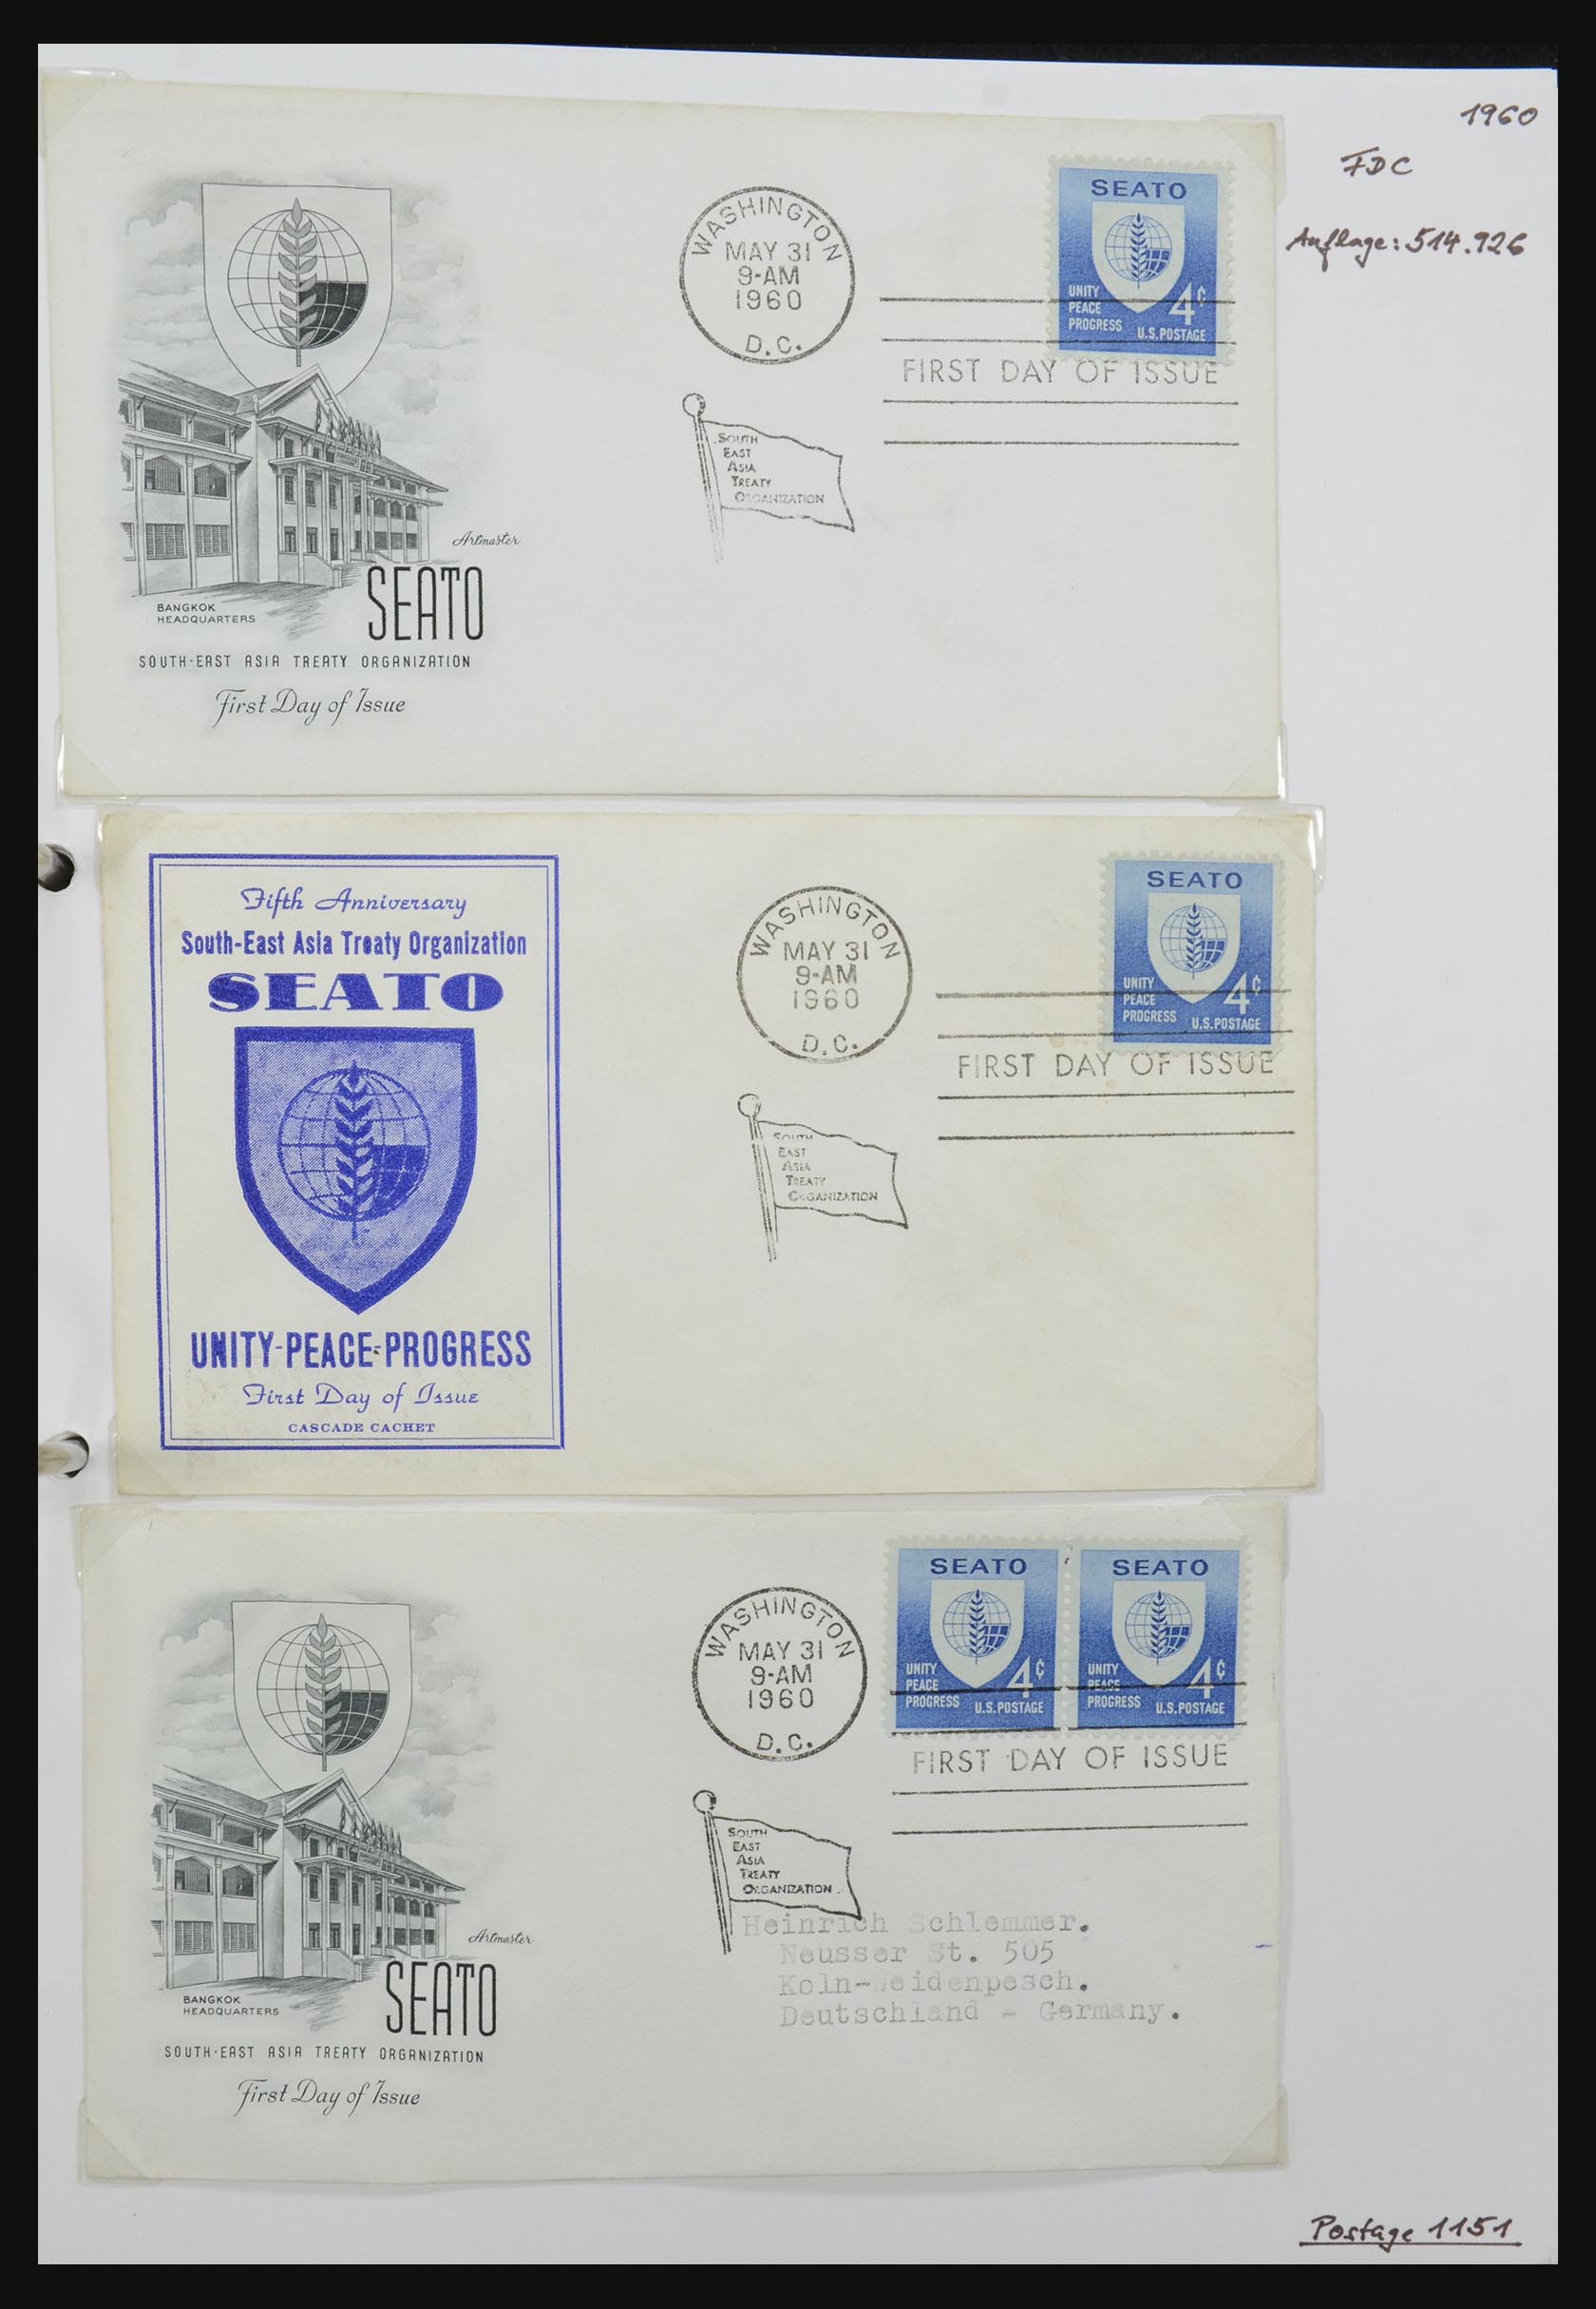 1960
FDC
Auflage: 514.926
WASHINGTON
MAY 31
9-AM
1960
D.C.
SEATO
UNITY
PEACE
PROGRESS
4¢
U.S.POSTAGE
FIRST DAY OF ISSUE
SOUTH
EAST
ASIA
TREATY
ORGANIZATION
Artmaster
BANGKOK
HEADQUARTERS
SEATO
SOUTH-EAST ASIA TREATY ORGANIZATION
First Day of Issue
Fifth Anniversary
South-East Asia Treaty Organization
SEATO
UNITY-PEACE-PROGRESS
First Day of Issue
CASCADE CACHET
WASHINGTON
MAY 31
9-AM
1960
D.C.
SEATO
UNITY
PEACE
PROGRESS
4¢
U.S.POSTAGE
FIRST DAY OF ISSUE
SOUTH
EAST
ASIA
TREATY
ORGANIZATION
WASHINGTON
MAY 31
9-AM
1960
D.C.
SEATO
UNITY
PEACE
PROGRESS
4¢
U.S.POSTAGE
SEATO
UNITY
PEACE
PROGRESS
4¢
U.S.POSTAGE
FIRST DAY OF ISSUE
SOUTH
EAST
ASIA
TREATY
ORGANIZATION
Heinrich Schlemmer.
Neusser St. 505
Koln-Weidenpesch.
Deutschland - Germany.
Artmaster
BANGKOK
HEADQUARTERS
SEATO
SOUTH-EAST ASIA TREATY ORGANIZATION
First Day of Issue
Postage 1151